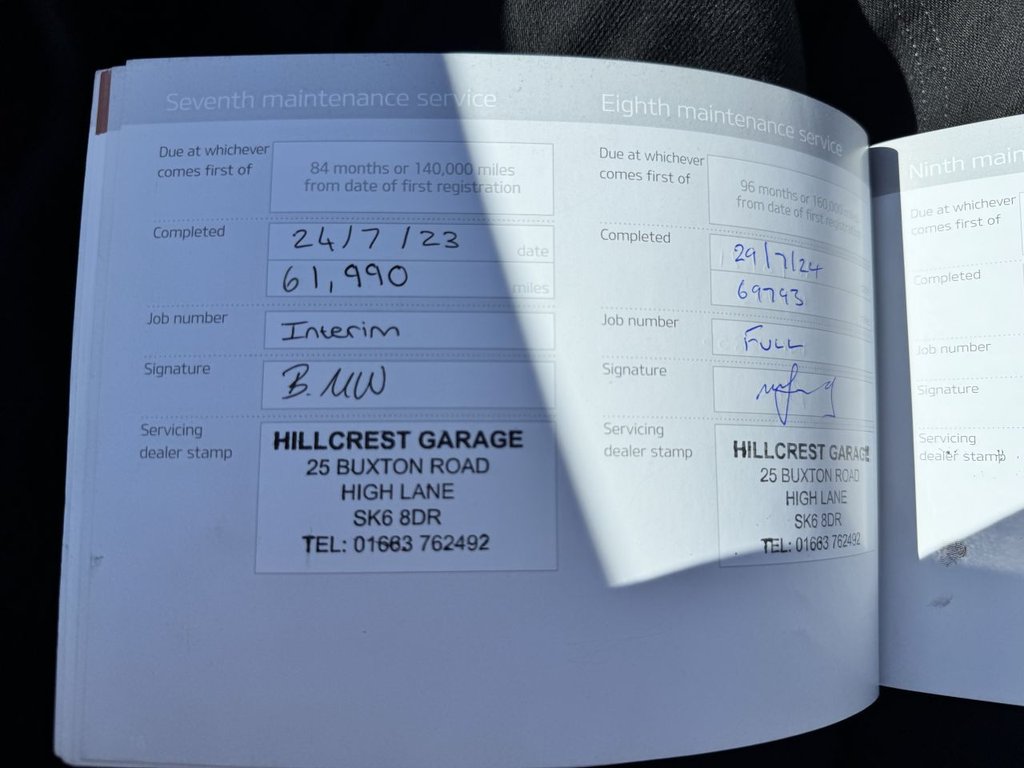 Seventh maintenance service
Due at whichever
comes first of
84 months or 140,000 miles
from date of first registration
Completed
24/7/23
date
61,990
miles
Job number
Interim
Signature
Servicing
dealer stamp
HILLCREST GARAGE
25 BUXTON ROAD
HIGH LANE
SK6 8DR
TEL: 01663 762492
Eighth maintenance service
Due at whichever
comes first of
96 months or 160,000 miles
from date of first registration
Completed
29/7/24
69793
Job number
FULL
Signature
Servicing
dealer stamp
HILLCREST GARAGE
25 BUXTON ROAD
HIGH LANE
SK6 8DR
TEL: 01663 762492
Ninth main
Due at whichever
comes first of
Completed
Job number
Signature
Servicing
dealer stamp